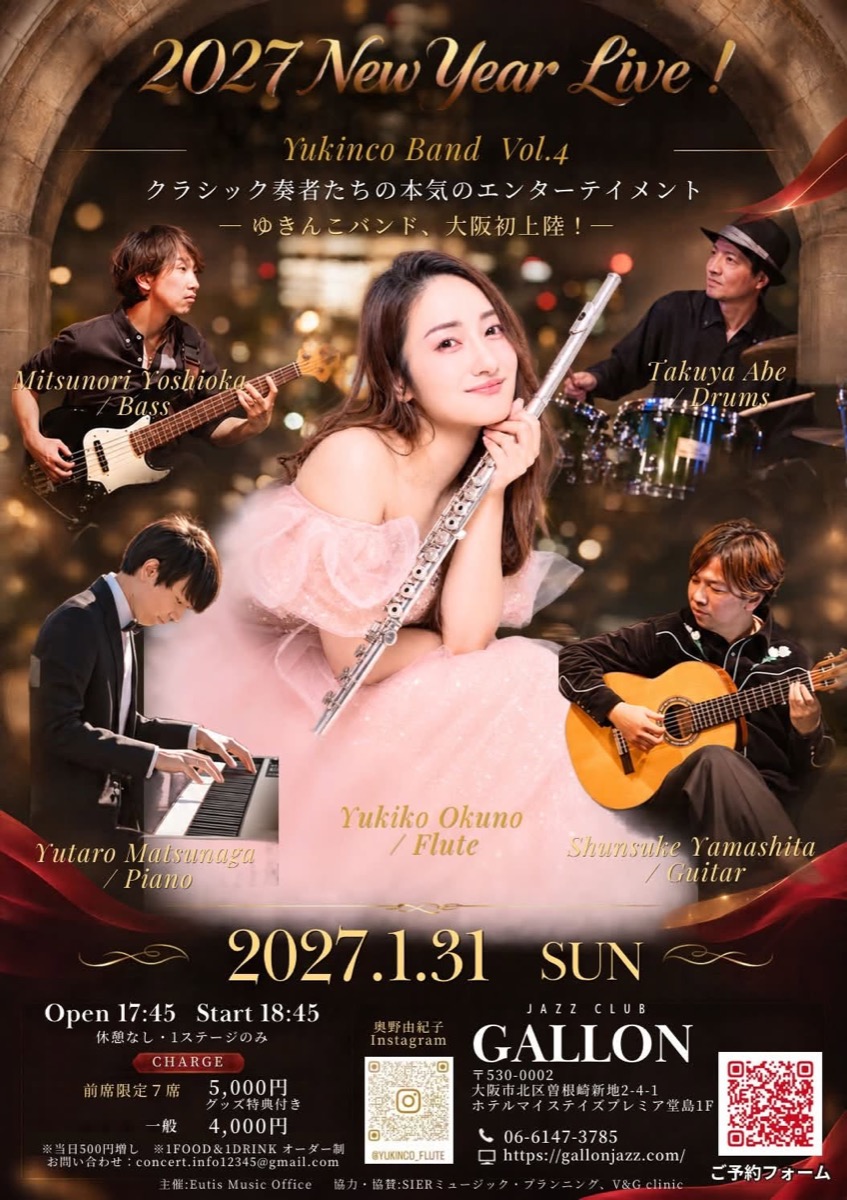 2027 New Year Live !
Yukinco Band Vol.4
クラシック奏者たちの本気のエンターテイメント
― ゆきんこバンド、大阪初上陸！―
Mitsunori Yoshioka
/ Bass
Takuya Abe
/ Drums
Yutaro Matsunaga
/ Piano
Yukiko Okuno
/ Flute
Shunsuke Yamashita
/ Guitar
2027.1.31 SUN
Open 17:45 Start 18:45
休憩なし・1ステージのみ
CHARGE
前席限定７席 5,000円
グッズ特典付き
一般 4,000円
※当日500円増し ※1FOOD&1DRINK オーダー制
お問い合わせ：concert.info12345@gmail.com
奥野由紀子
Instagram
@YUKINCO_FLUTE
JAZZ CLUB
GALLON
〒530-0002
大阪市北区曽根崎新地2-4-1
ホテルマイステイズプレミア堂島1F
06-6147-3785
https://gallonjazz.com/
ご予約フォーム
主催:Eutis Music Office 協力・協賛:SIERミュージック・プランニング、V&G clinic